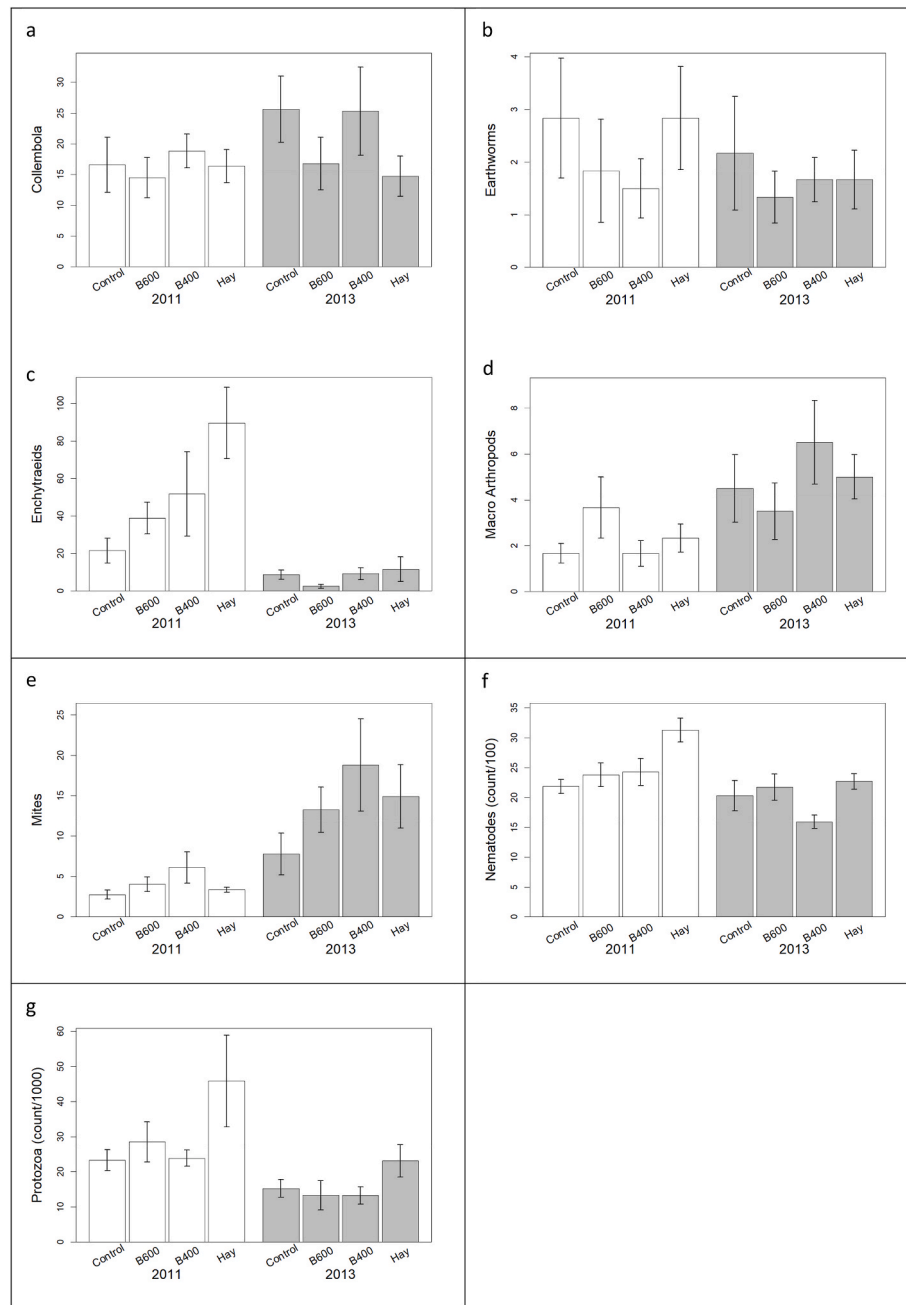 a
Collembola
0 5 10 15 20 25 30
Control B600 B400 Hay Control B600 B400 Hay
2011 2013
b
Earthworms
0 1 2 3 4
Control B600 B400 Hay Control B600 B400 Hay
2011 2013
c
Enchytraeids
0 20 40 60 80 100
Control B600 B400 Hay Control B600 B400 Hay
2011 2013
d
Macro Arthropods
0 2 4 6 8
Control B600 B400 Hay Control B600 B400 Hay
2011 2013
e
Mites
0 5 10 15 20 25
Control B600 B400 Hay Control B600 B400 Hay
2011 2013
f
Nematodes (count/100)
0 5 10 15 20 25 30 35
Control B600 B400 Hay Control B600 B400 Hay
2011 2013
g
Protozoa (count/1000)
0 10 20 30 40 50 60
Control B600 B400 Hay Control B600 B400 Hay
2011 2013